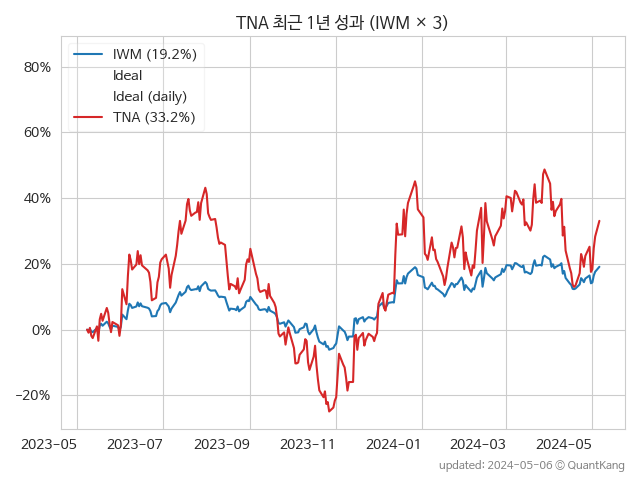 TNA 최근 1년 성과 (IWM × 3)
IWM (19.2%)
Ideal
Ideal (daily)
TNA (33.2%)
80%
60%
40%
20%
0%
−20%
2023-05
2023-07
2023-09
2023-11
2024-01
2024-03
2024-05
updated: 2024-05-06 © QuantKang